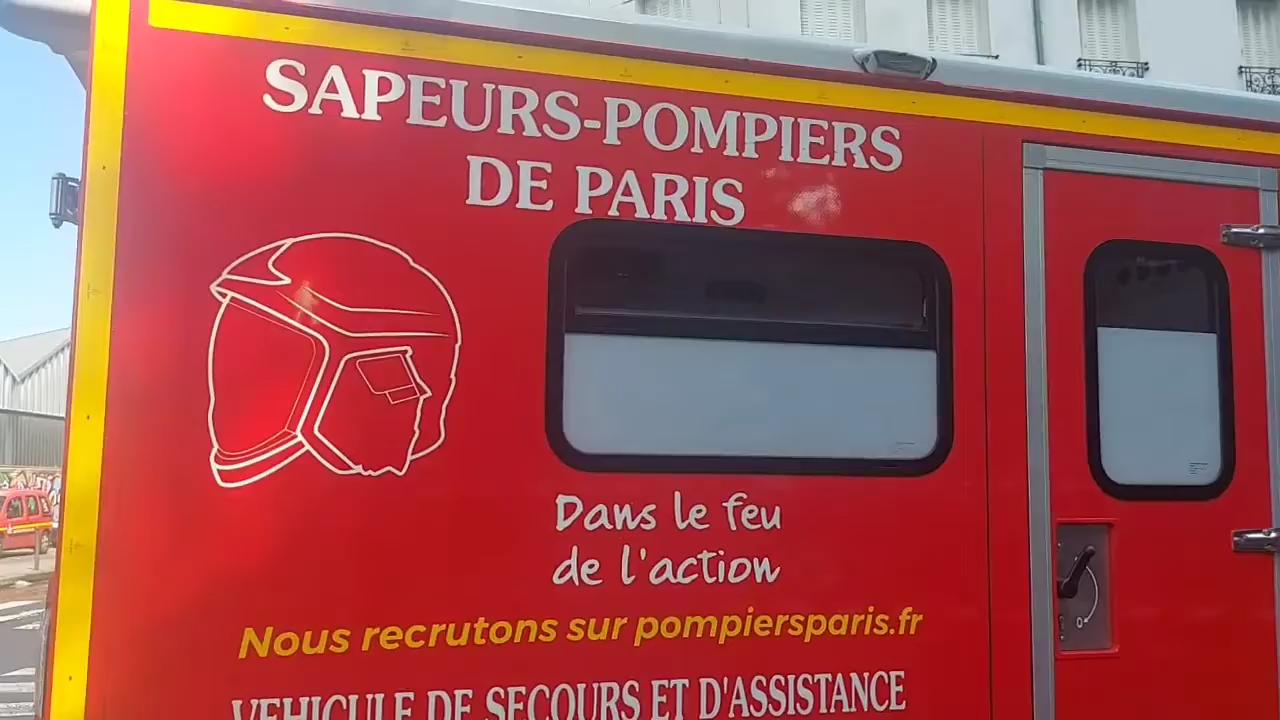 SAPEURS-POMPIERS
DE PARIS
Dans le feu
de l'action
Nous recrutons sur pompiersparis.fr
VEHICULE DE SECOURS ET D'ASSISTANCE